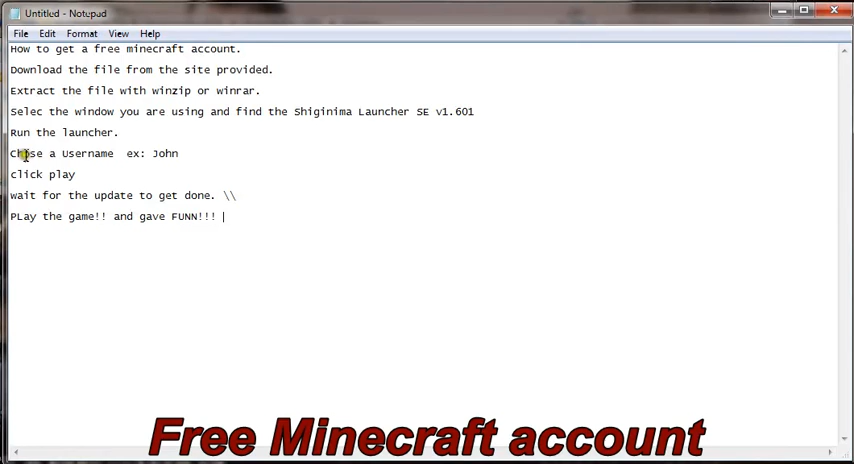 Untitled - Notepad
File Edit Format View Help
How to get a free minecraft account.
Download the file from the site provided.
Extract the file with winzip or winrar.
Selec the window you are using and find the Shiginima Launcher SE v1.601
Run the launcher.
Chose a Username ex: John
click play
wait for the update to get done. \\
PLay the game!! and gave FUNN!!!
Free Minecraft account